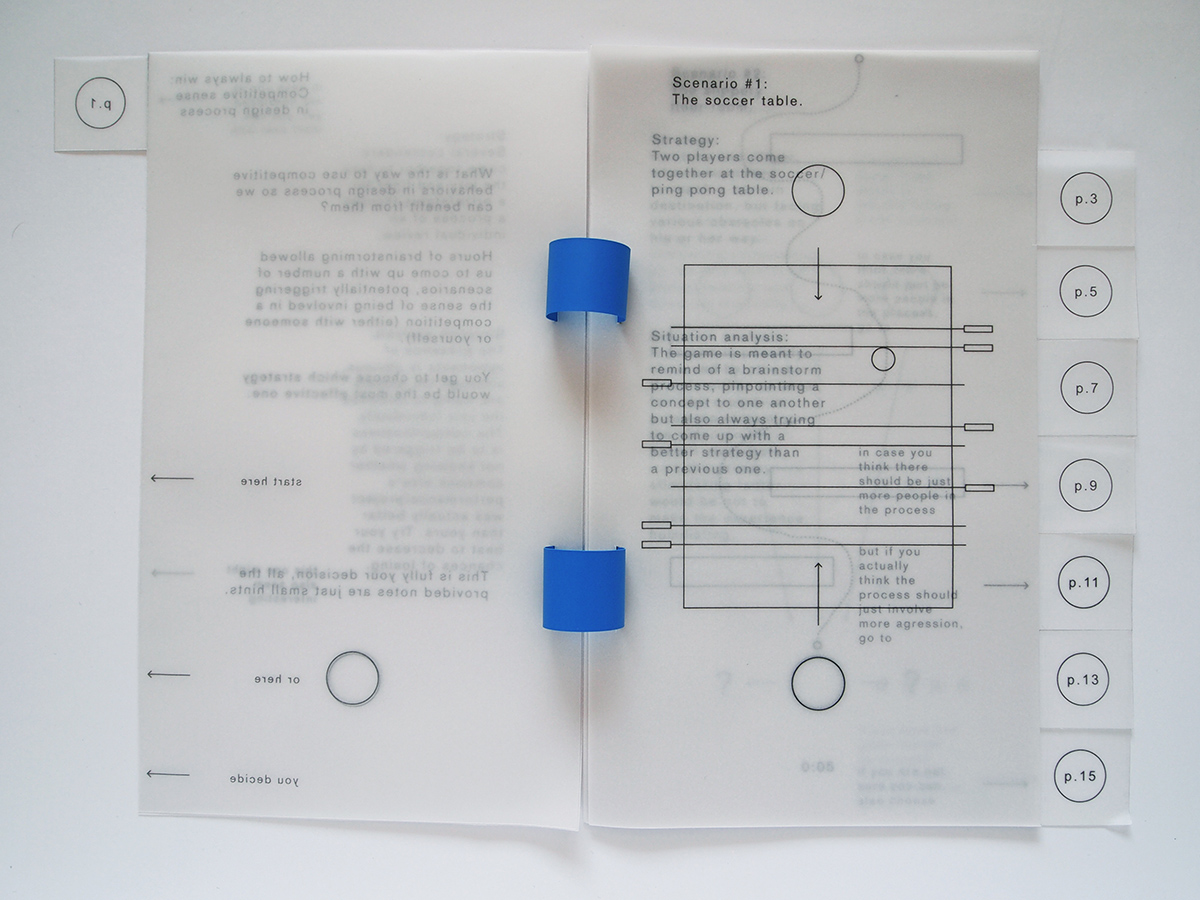 p.1
How to always win:
Competitive sense
in design process
What is the way to use competitive
behaviors in design process so we
can benefit from them?
Hours of brainstorming allowed
us to come up with a number of
scenarios, potentially triggering
the sense of being involved in a
competition (either with someone
or yourself)!
You get to choose which strategy
would be the most effective one.
start here
This is fully your decision, all the
provided notes are just small hints.
or here
you decide
Scenario #1:
The soccer table.
Strategy:
Two players come
together at the soccer/
ping pong table.
Situation analysis:
The game is meant to
remind of a brainstorm
process, pinpointing a
concept to one another
but also always trying
to come up with a
better strategy than
a previous one.
in case you
think there
should be just
more people in
the process
but if you
actually
think the
process should
just involve
more agression,
go to
0:05
p.3
p.5
p.7
p.9
p.11
p.13
p.15